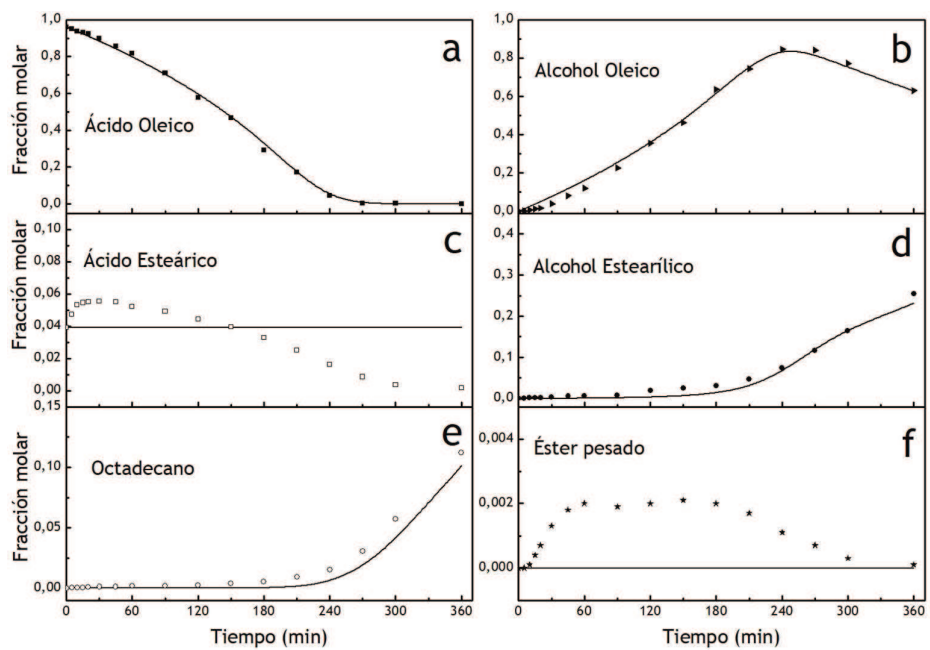 1,0
0,8
0,6
0,4
0,2
0,0
Fracción molar
Ácido Oleico
a
1,0
0,8
0,6
0,4
0,2
0,0
Alcohol Oleico
b
0,10
0,08
0,06
0,04
0,02
0,00
Fracción molar
Ácido Esteárico
c
0,4
0,3
0,2
0,1
0,0
Alcohol Estearílico
d
0,15
0,10
0,05
0,00
Fracción molar
Octadecano
e
0,004
0,002
0,000
Éster pesado
f
0 60 120 180 240 300 360
Tiempo (min)
0 60 120 180 240 300 360
Tiempo (min)